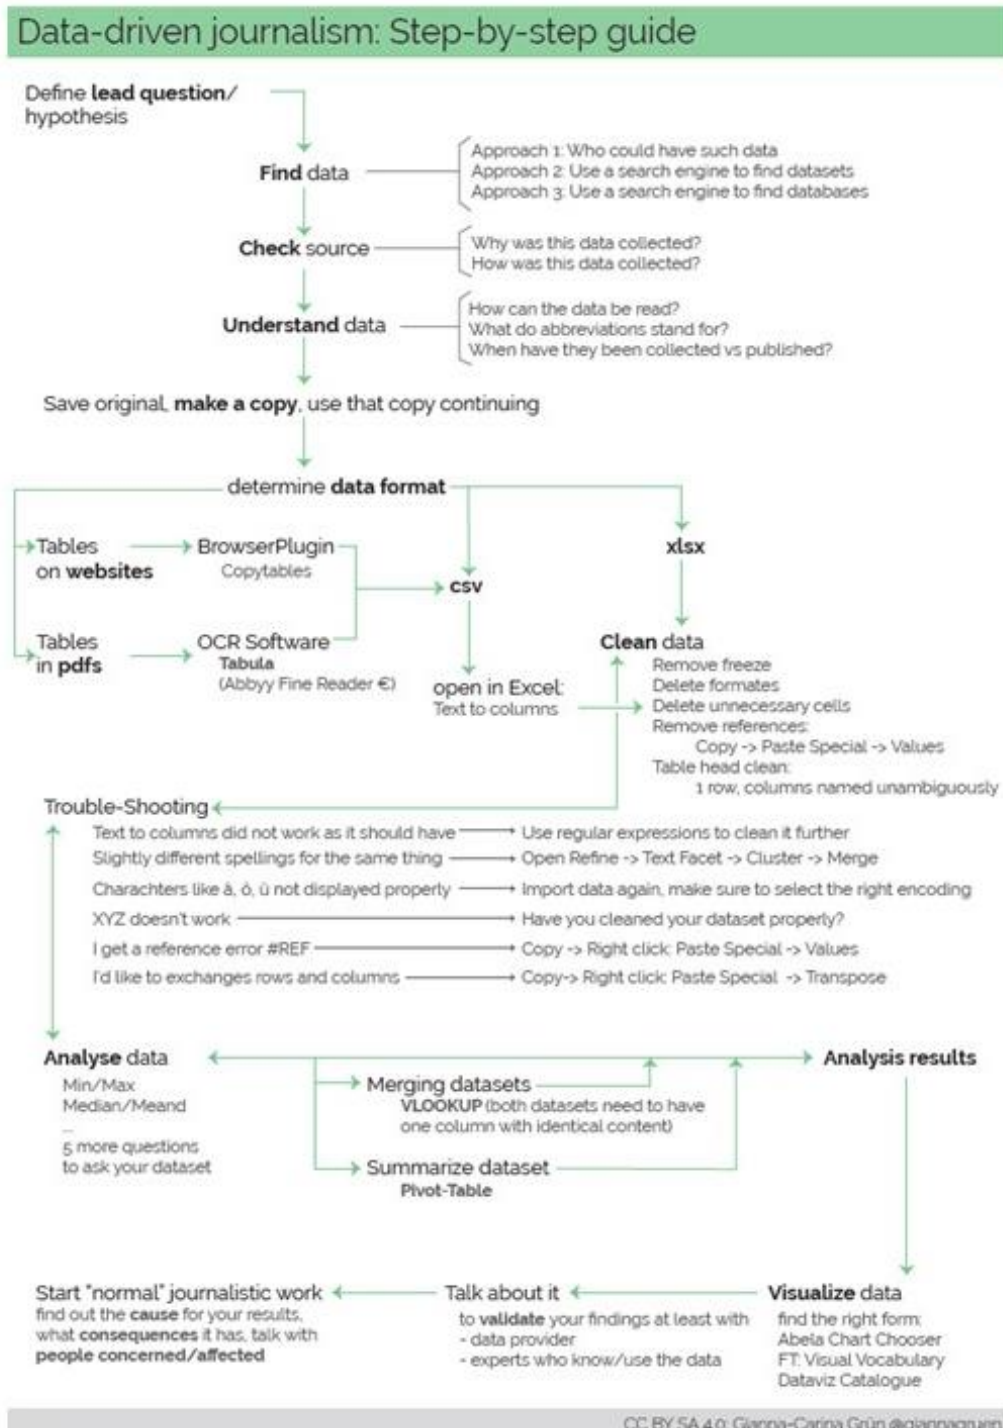 Data-driven journalism: Step-by-step guide
Define lead question/
hypothesis
Find data
Approach 1: Who could have such data
Approach 2: Use a search engine to find datasets
Approach 3: Use a search engine to find databases
Check source
Why was this data collected?
How was this data collected?
Understand data
How can the data be read?
What do abbreviations stand for?
When have they been collected vs published?
Save original, make a copy, use that copy continuing
determine data format
Tables
on websites
BrowserPlugin
Copytables
Tables
in pdfs
OCR Software
Tabula
(Abbyy Fine Reader €)
csv
open in Excel:
Text to columns
xlsx
Clean data
Remove freeze
Delete formates
Delete unnecessary cells
Remove references:
Copy -> Paste Special -> Values
Table head clean:
1 row, columns named unambiguously
Trouble-Shooting
Text to columns did not work as it should have
Use regular expressions to clean it further
Slightly different spellings for the same thing
Open Refine -> Text Facet -> Cluster -> Merge
Charachters like ä, ö, ü not displayed properly
Import data again, make sure to select the right encoding
XYZ doesn't work
Have you cleaned your dataset properly?
I get a reference error #REF
Copy -> Right click: Paste Special -> Values
I'd like to exchanges rows and columns
Copy-> Right click: Paste Special -> Transpose
Analyse data
Min/Max
Median/Meand
...
5 more questions
to ask your dataset
Merging datasets
VLOOKUP (both datasets need to have
one column with identical content)
Summarize dataset
Pivot-Table
Analysis results
Visualize data
find the right form:
Abela Chart Chooser
FT: Visual Vocabulary
Dataviz Catalogue
Talk about it
to validate your findings at least with
- data provider
- experts who know/use the data
Start "normal" journalistic work
find out the cause for your results,
what consequences it has, talk with
people concerned/affected
CC BY SA 4.0: Gianna-Carina Grün @giannagruen